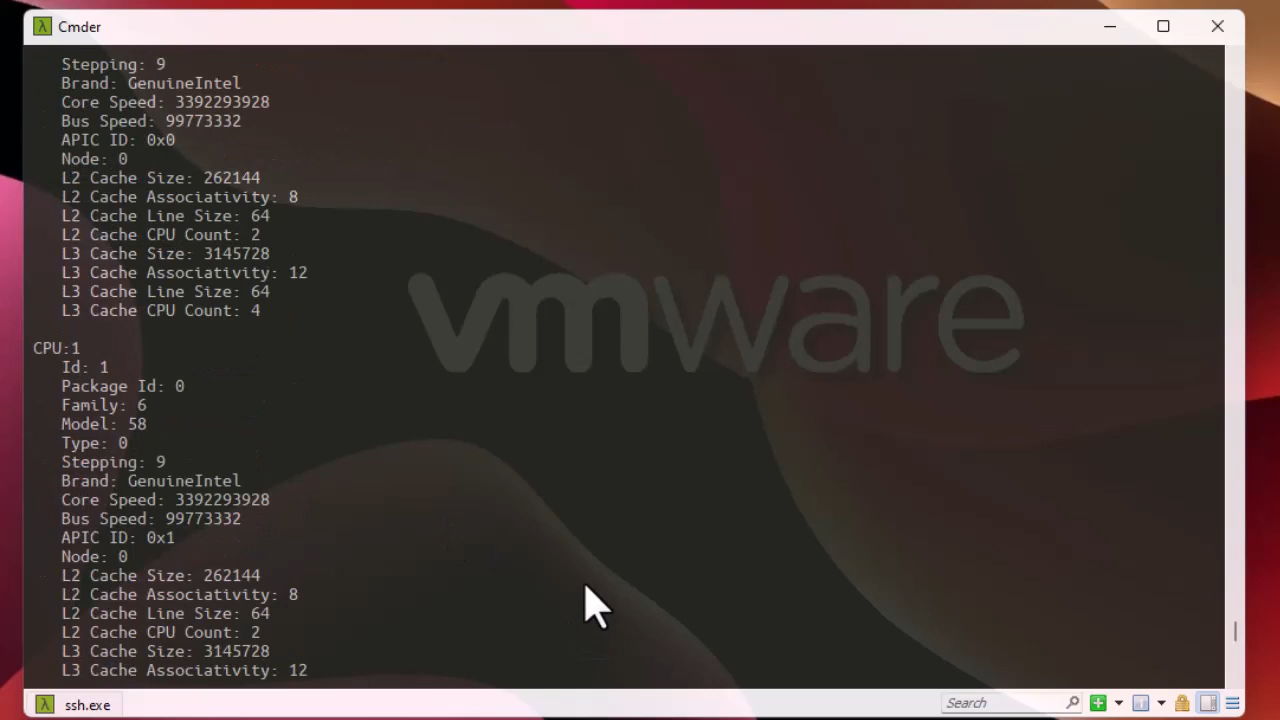 Cmder
Stepping: 9
Brand: GenuineIntel
Core Speed: 3392293928
Bus Speed: 99773332
APIC ID: 0x0
Node: 0
L2 Cache Size: 262144
L2 Cache Associativity: 8
L2 Cache Line Size: 64
L2 Cache CPU Count: 2
L3 Cache Size: 3145728
L3 Cache Associativity: 12
L3 Cache Line Size: 64
L3 Cache CPU Count: 4
vmware
CPU:1
Id: 1
Package Id: 0
Family: 6
Model: 58
Type: 0
Stepping: 9
Brand: GenuineIntel
Core Speed: 3392293928
Bus Speed: 99773332
APIC ID: 0x1
Node: 0
L2 Cache Size: 262144
L2 Cache Associativity: 8
L2 Cache Line Size: 64
L2 Cache CPU Count: 2
L3 Cache Size: 3145728
L3 Cache Associativity: 12
ssh.exe
Search